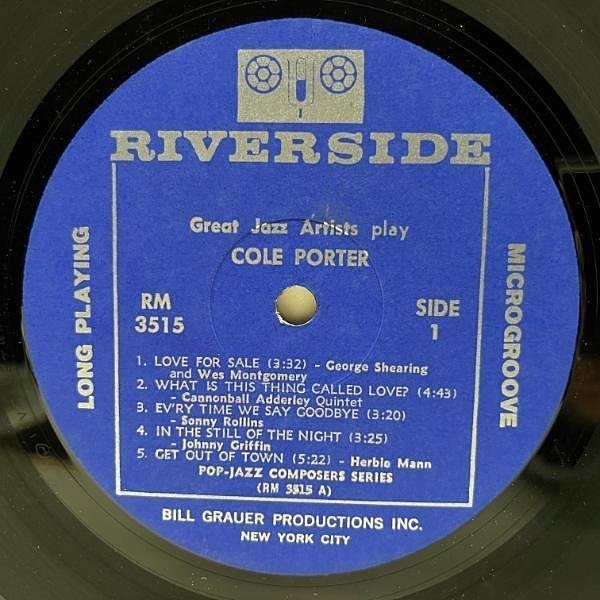 RIVERSIDE
Great Jazz Artists play
COLE PORTER
RM
3515
SIDE
1
LONG PLAYING
MICROGROOVE
1. LOVE FOR SALE (3:32) - George Shearing
and Wes Montgomery
2. WHAT IS THIS THING CALLED LOVE? (4:43)
- Cannonball Adderley Quintet
3. EV'RY TIME WE SAY GOODBYE (3:20)
- Sonny Rollins
4. IN THE STILL OF THE NIGHT (3:25)
- Johnny Griffin
5. GET OUT OF TOWN (5:22) - Herbie Mann
POP-JAZZ COMPOSERS SERIES
(RM 3515 A)
BILL GRAUER PRODUCTIONS INC.
NEW YORK CITY